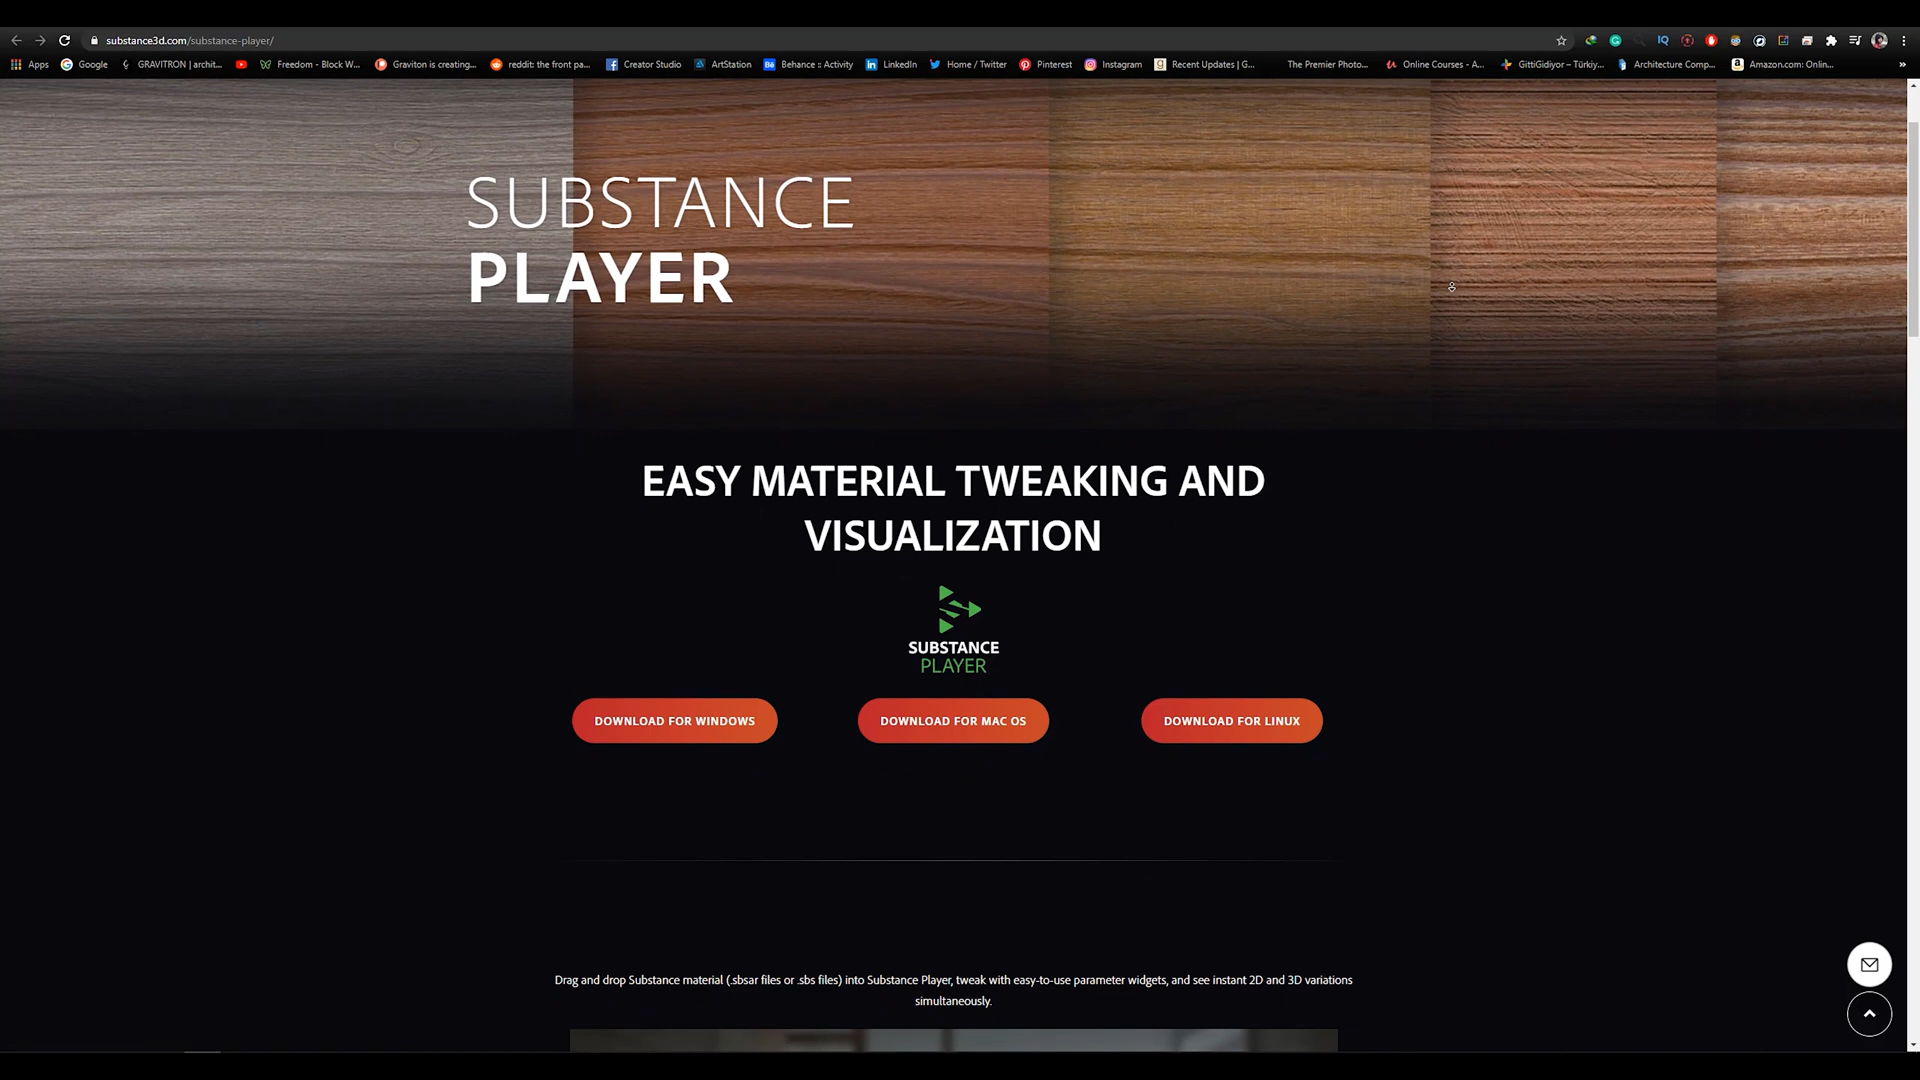 substance3d.com/substance-player/
Apps Google GRAVITRON | archit... Freedom - Block W... Graviton is creating... reddit: the front pa... Creator Studio ArtStation Behance :: Activity LinkedIn Home / Twitter Pinterest Instagram Recent Updates | G... The Premier Photo... Online Courses - A... GittiGidiyor – Türkiy... Architecture Comp... Amazon.com: Onlin... »
SUBSTANCE
PLAYER
EASY MATERIAL TWEAKING AND
VISUALIZATION
SUBSTANCE
PLAYER
DOWNLOAD FOR WINDOWS DOWNLOAD FOR MAC OS DOWNLOAD FOR LINUX
Drag and drop Substance material (.sbsar files or .sbs files) into Substance Player, tweak with easy-to-use parameter widgets, and see instant 2D and 3D variations
simultaneously.